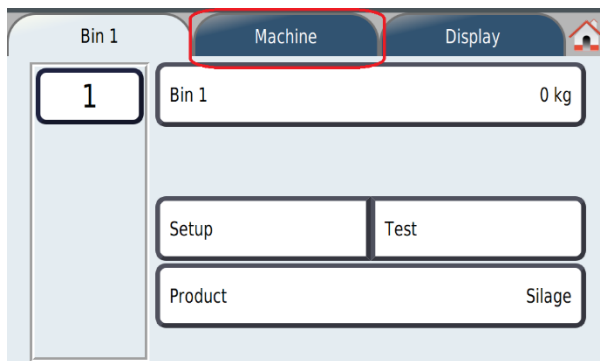 Bin 1 Machine Display
1
Bin 1 0 kg
Setup Test
Product Silage